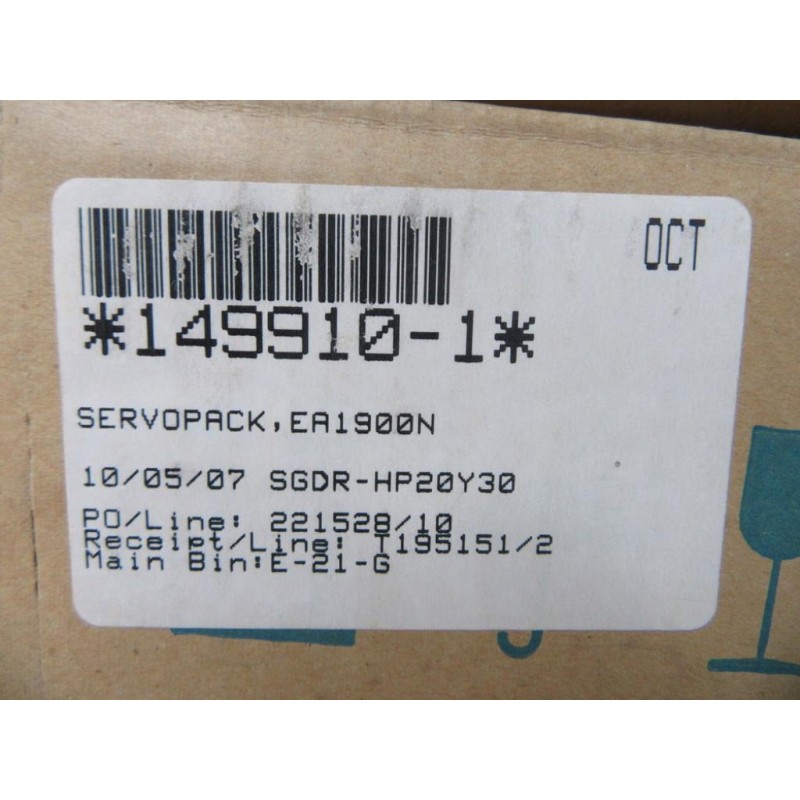 OCT
*149910-1*
SERVOPACK,EA1900N
10/05/07 SGDR-HP20Y30
PO/Line: 221528/10
Receipt/Line: T195151/2
Main Bin:E-21-G